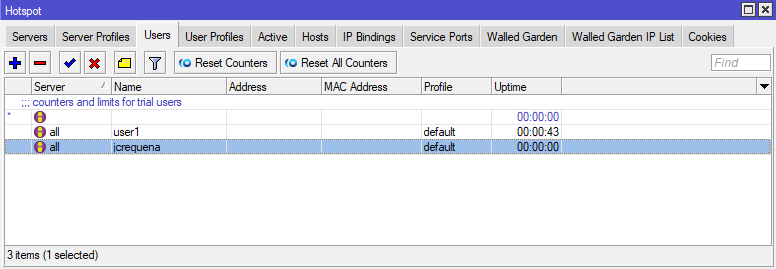 Hotspot
Servers Server Profiles Users User Profiles Active Hosts IP Bindings Service Ports Walled Garden Walled Garden IP List Cookies
Reset Counters Reset All Counters Find
Server Name Address MAC Address Profile Uptime
;;; counters and limits for trial users
* 00:00:00
all user1 default 00:00:43
all jcrequena default 00:00:00
3 items (1 selected)